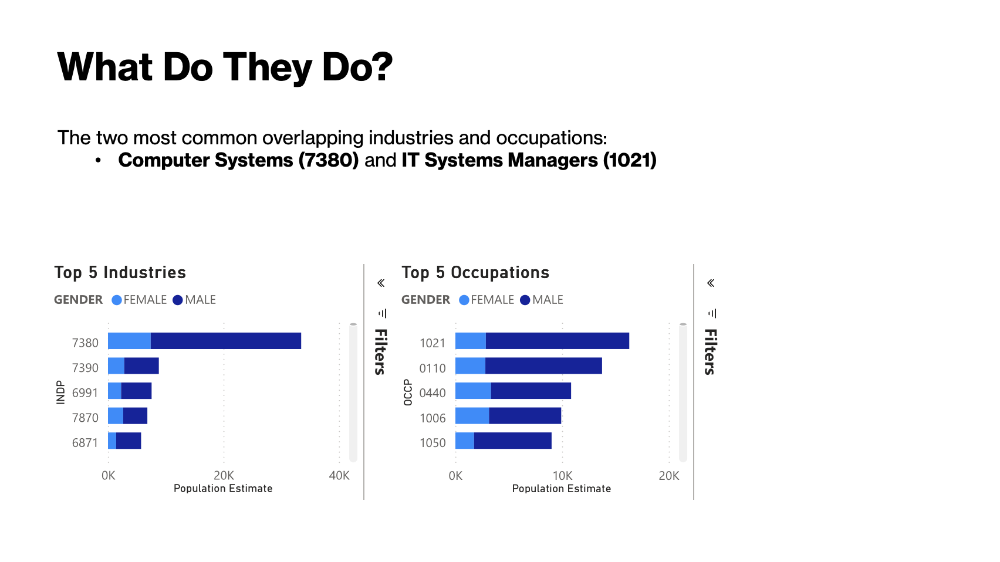 What Do They Do?
The two most common overlapping industries and occupations:
• Computer Systems (7380) and IT Systems Managers (1021)
Top 5 Industries
GENDER FEMALE MALE
INDP
7380
7390
6991
7870
6871
0K 20K 40K
Population Estimate
Filters
Top 5 Occupations
GENDER FEMALE MALE
OCCP
1021
0110
0440
1006
1050
0K 10K 20K
Population Estimate
Filters